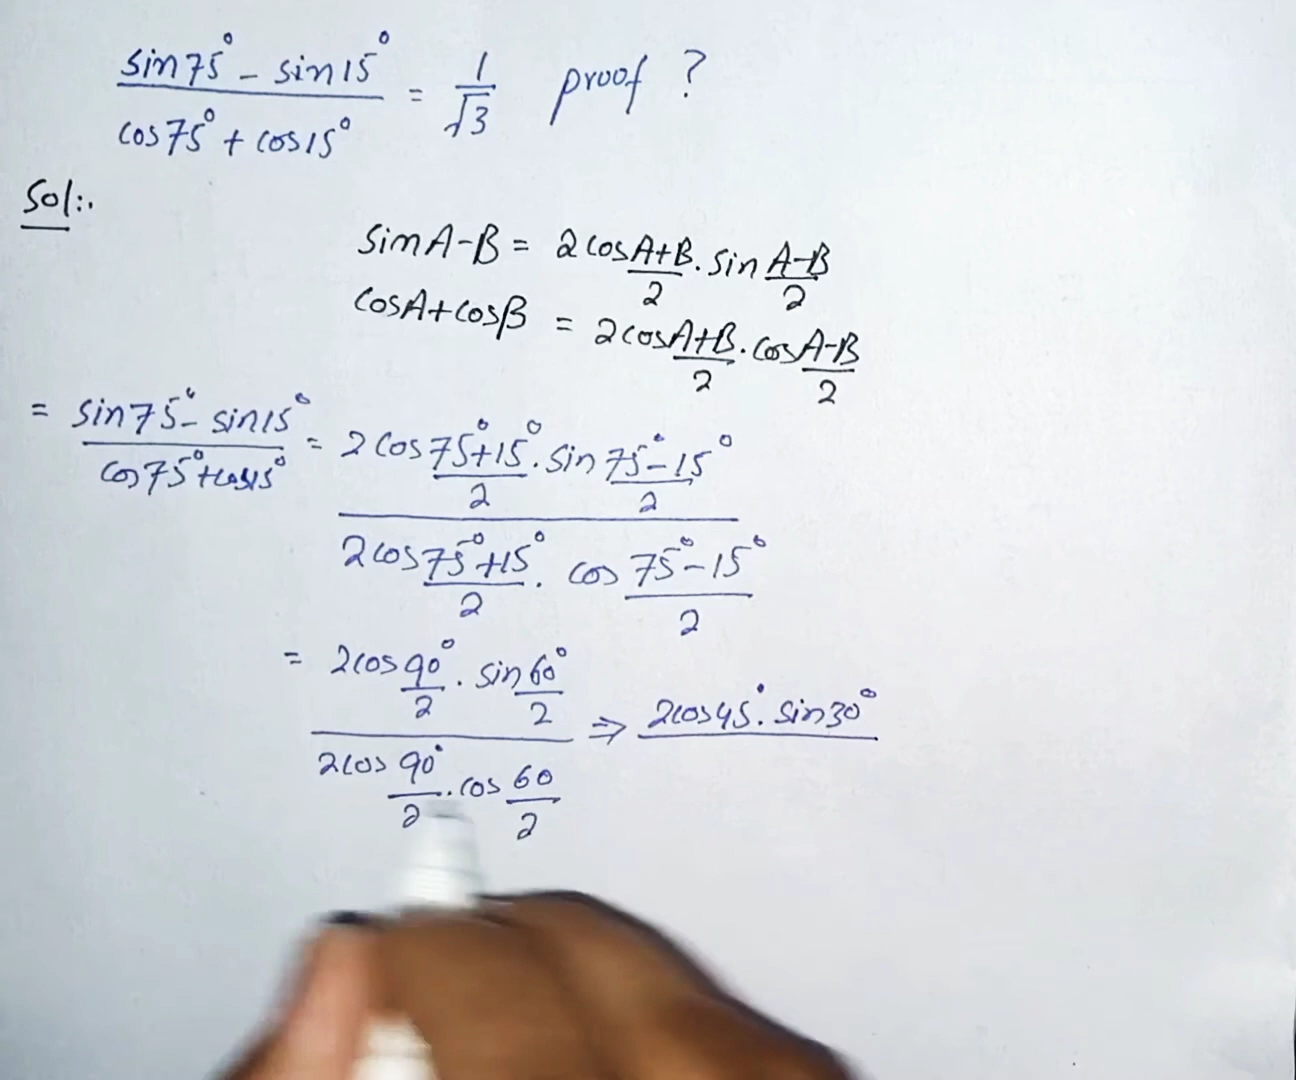 sin75° - sin15° / cos75° + cos15° = 1/√3 proof ?
Sol:.
sinA-B = 2cos A+B/2 . sin A-B/2
cosA+cosB = 2cos A+B/2 . cos A-B/2
= sin75° - sin15° / cos75°+cos15° = 2cos 75°+15°/2 . sin 75°-15°/2 / 2cos 75°+15°/2 . cos 75°-15°/2
= 2cos 90°/2 . sin 60°/2 / 2cos 90°/2 . cos 60/2 ⇒ 2cos45° . sin30°